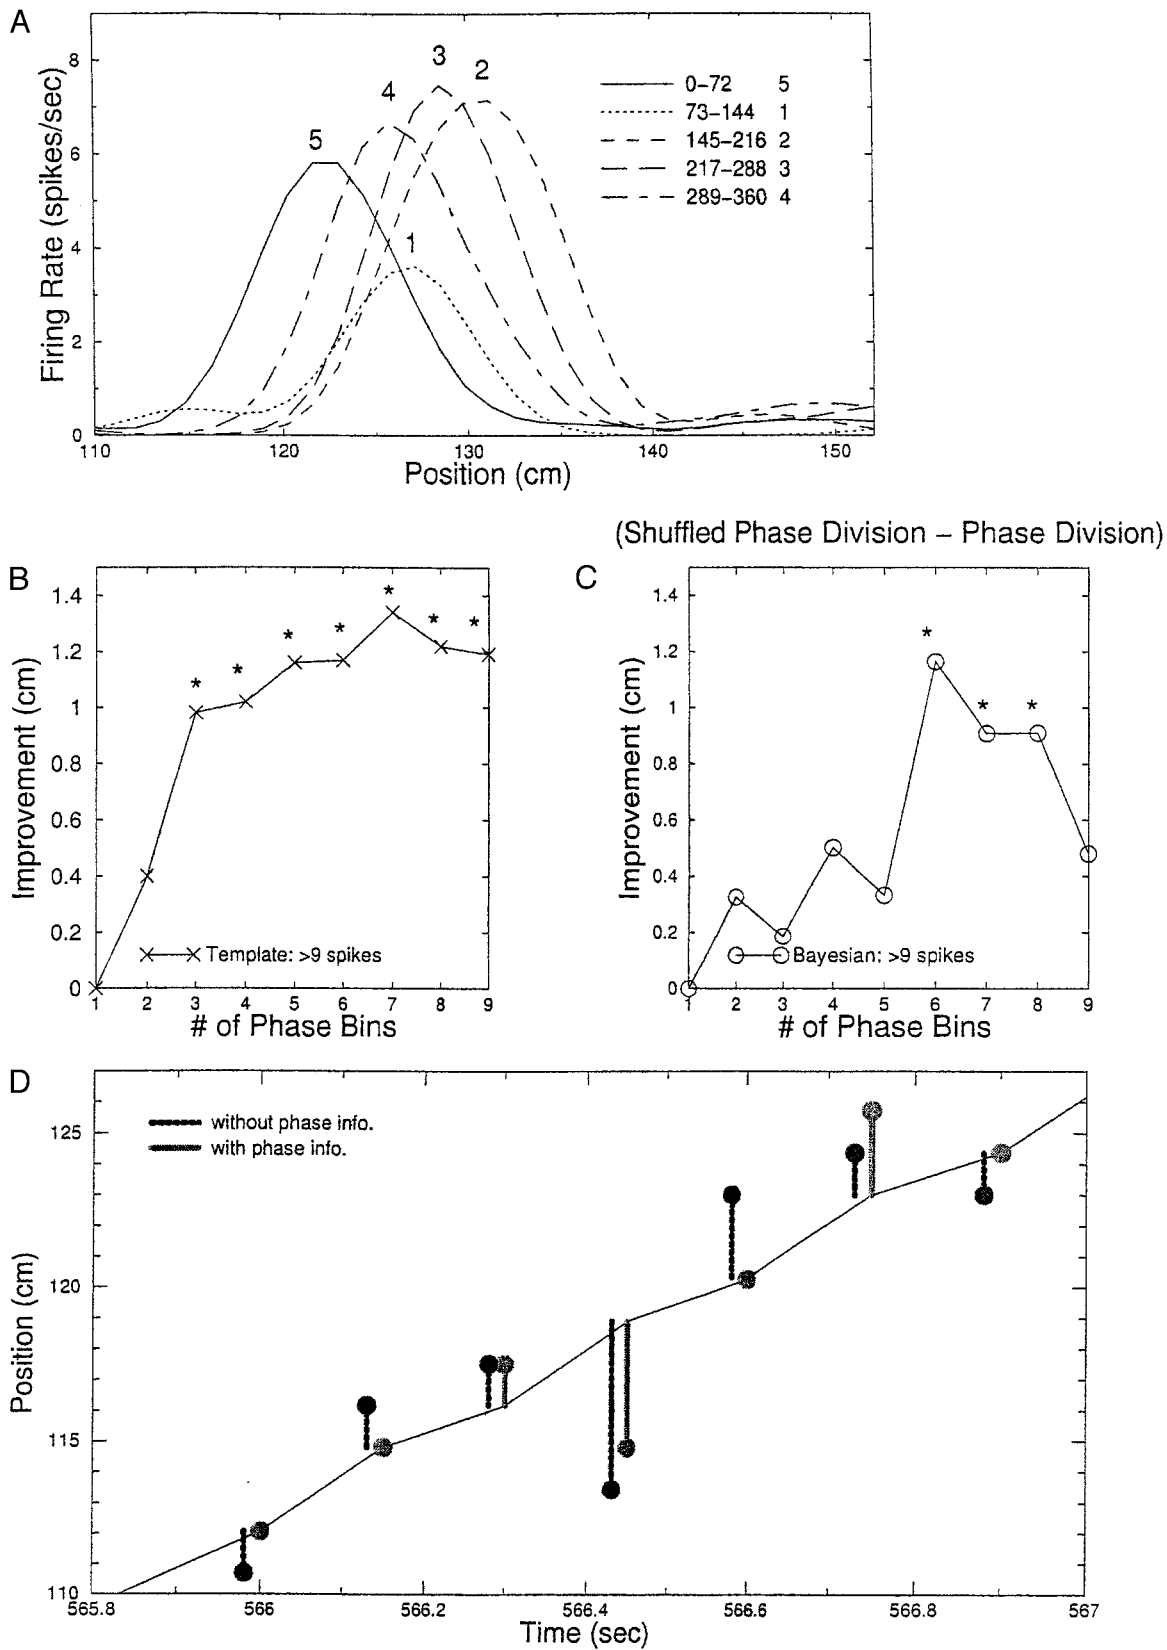 A
Firing Rate (spikes/sec)
8
6
4
2
0
5
4
3
2
1
0−72 5
73−144 1
145−216 2
217−288 3
289−360 4
110 120 130 140 150
Position (cm)
(Shuffled Phase Division − Phase Division)
B
Improvement (cm)
1.4
1.2
1
0.8
0.6
0.4
0.2
0
* * * * * * *
Template: >9 spikes
1 2 3 4 5 6 7 8 9
# of Phase Bins
C
Improvement (cm)
1.4
1.2
1
0.8
0.6
0.4
0.2
0
* * *
Bayesian: >9 spikes
1 2 3 4 5 6 7 8 9
# of Phase Bins
D
Position (cm)
125
120
115
110
without phase info.
with phase info.
565.8 566 566.2 566.4 566.6 566.8 567
Time (sec)